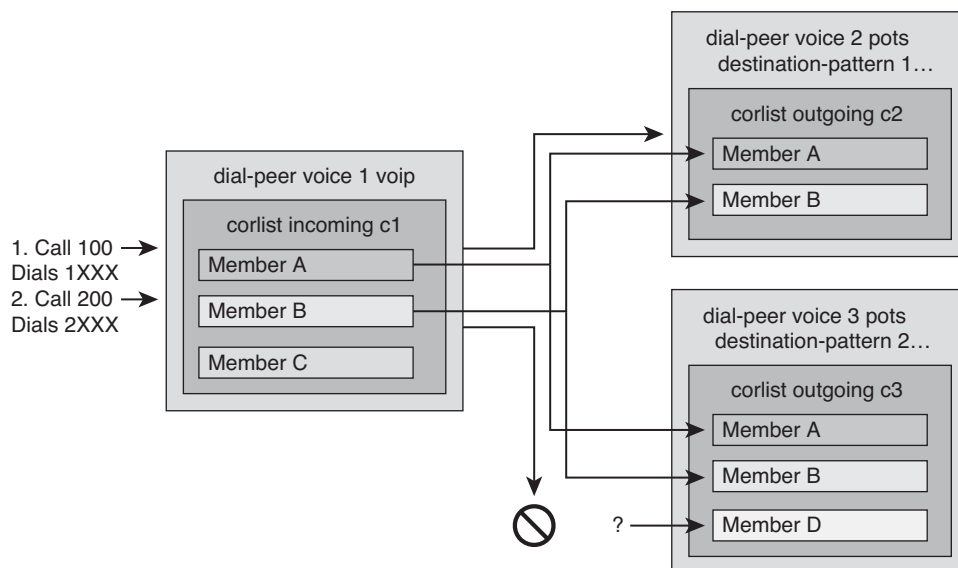 dial-peer voice 1 voip
corlist incoming c1
Member A
Member B
Member C
1. Call 100
Dials 1XXX
2. Call 200
Dials 2XXX
dial-peer voice 2 pots
destination-pattern 1…
corlist outgoing c2
Member A
Member B
dial-peer voice 3 pots
destination-pattern 2…
corlist outgoing c3
Member A
Member B
?
Member D